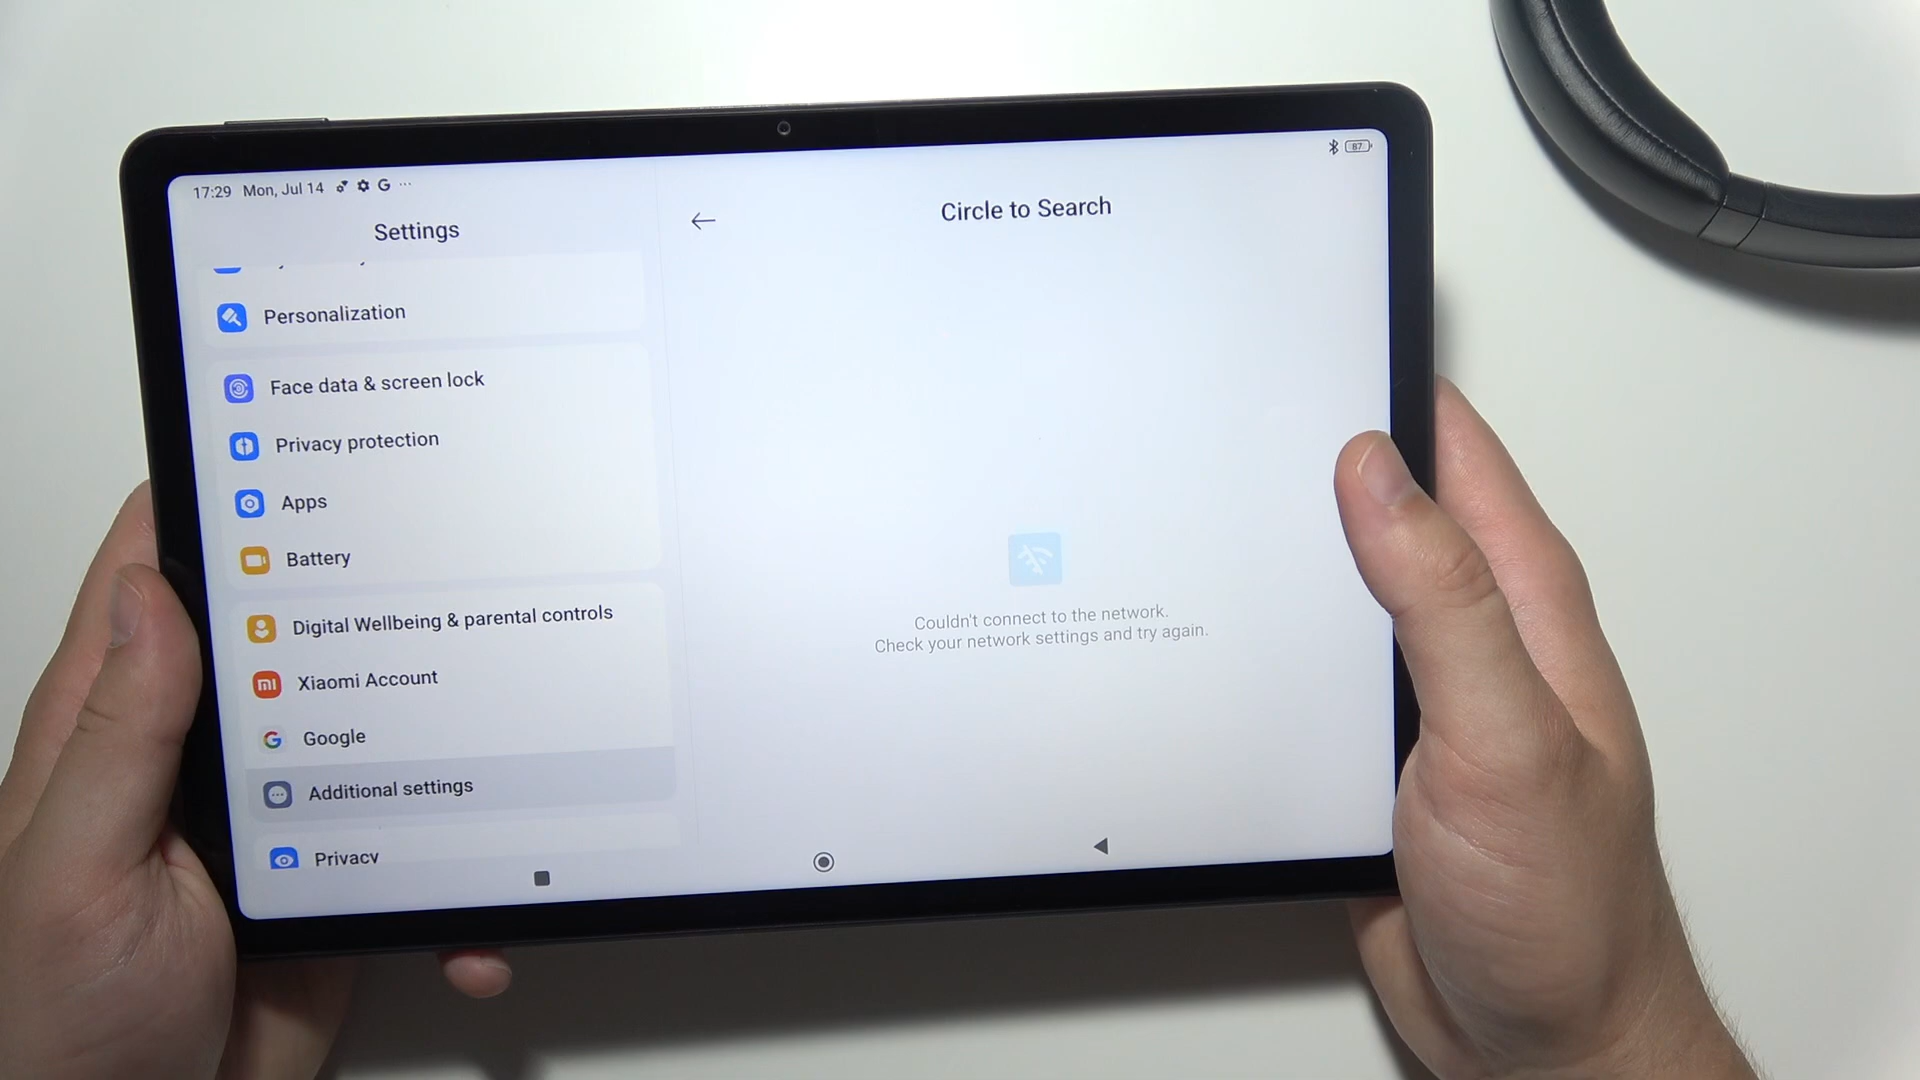 17:29 Mon, Jul 14 G ...
87
Settings
Circle to Search
Personalization
Face data & screen lock
Privacy protection
Apps
Battery
Digital Wellbeing & parental controls
mi Xiaomi Account
G Google
Additional settings
Privacy
Couldn't connect to the network.
Check your network settings and try again.